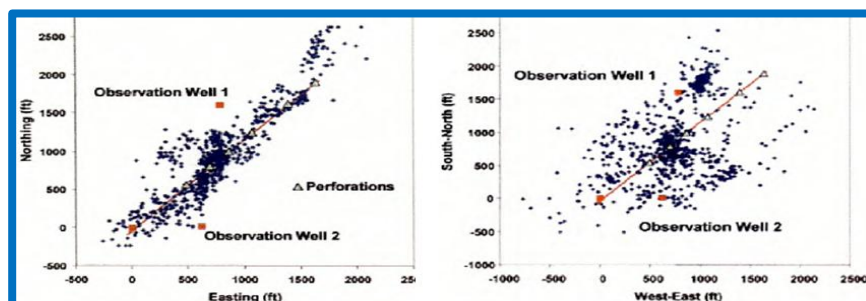 2500
2000
Observation Well 1
1500
Northing (ft)
1000
500
Perforations
0
Observation Well 2
-500
-500 0 500 1000 1500 2000 2500
Easting (ft)
2500
2000
Observation Well 1
1500
South-North (ft)
1000
500
0
Observation Well 2
-500
-1000
-1000 -500 0 500 1000 1500 2000 2500
West-East (ft)